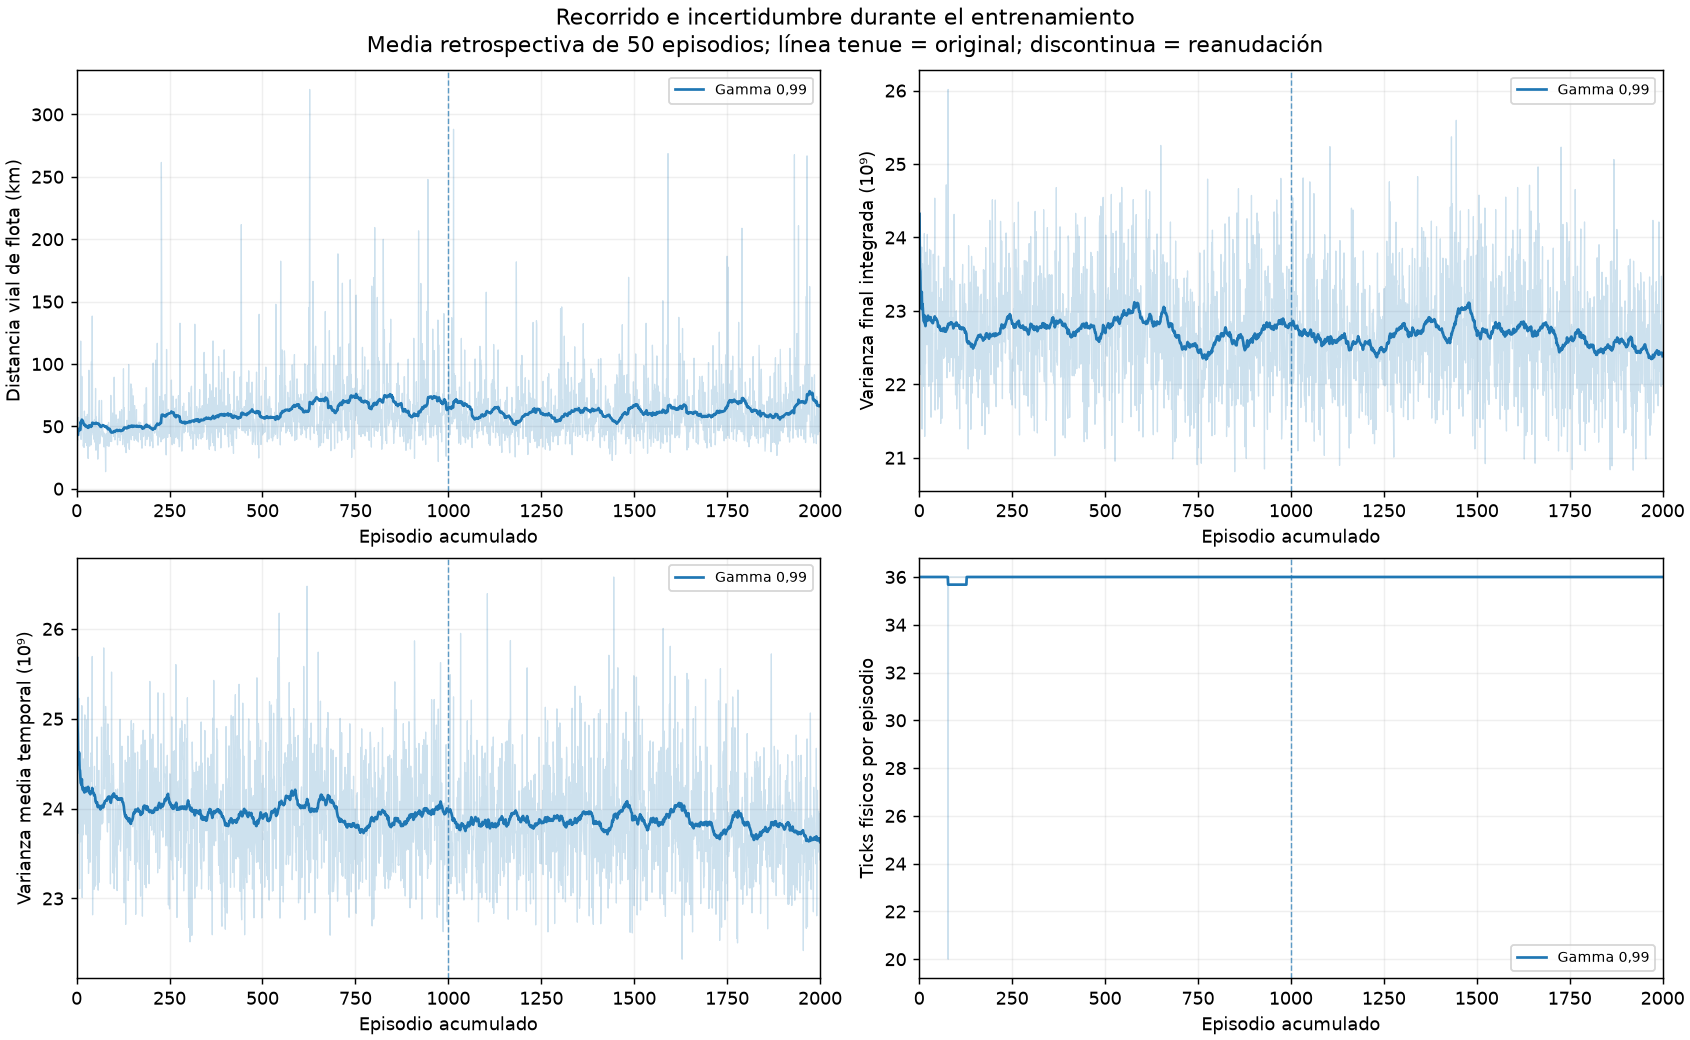 Recorrido e incertidumbre durante el entrenamiento
Media retrospectiva de 50 episodios; línea tenue = original; discontinua = reanudación
Distancia vial de flota (km)
300
250
200
150
100
50
0
Gamma 0,99
0 250 500 750 1000 1250 1500 1750 2000
Episodio acumulado
Varianza final integrada (10⁹)
26
25
24
23
22
21
Gamma 0,99
0 250 500 750 1000 1250 1500 1750 2000
Episodio acumulado
Varianza media temporal (10⁹)
26
25
24
23
Gamma 0,99
0 250 500 750 1000 1250 1500 1750 2000
Episodio acumulado
Ticks físicos por episodio
36
34
32
30
28
26
24
22
20
Gamma 0,99
0 250 500 750 1000 1250 1500 1750 2000
Episodio acumulado